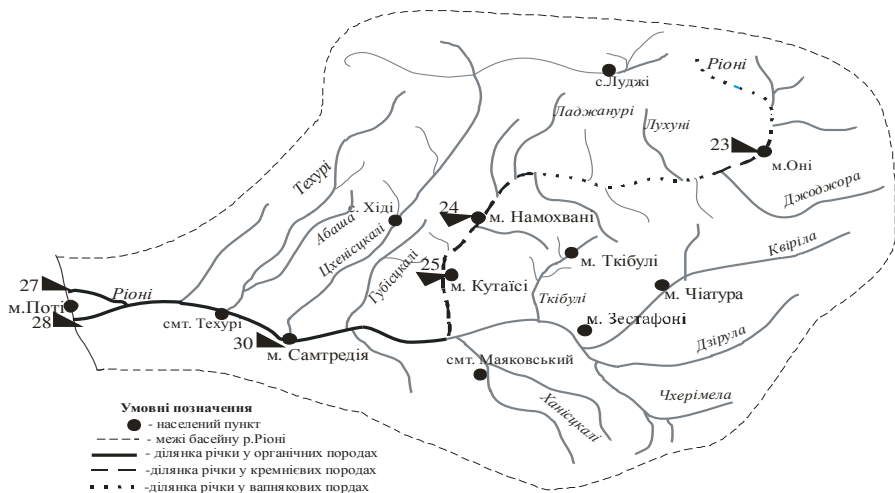 с.Луджі
Ріоні
Ладжанурі
Лухуні
23
м.Оні
Джоджора
Техурі
Абаша
Цхенісцкалі
с. Хіді
24
м. Намохвані
Губісцкалі
25
м. Кутаїсі
м. Ткібулі
Ткібулі
Квіріла
м. Чіатура
м. Зестафоні
Дзірула
27
м.Поті
28
Ріоні
смт. Техурі
30
м. Самтредія
смт. Маяковський
Ханісцкалі
Чхерімела
Умовні позначення
- населений пункт
- межі басейну р.Ріоні
- ділянка річки у органічних породах
-ділянка річки у кремнієвих породах
-ділянка річки у вапнякових пордах